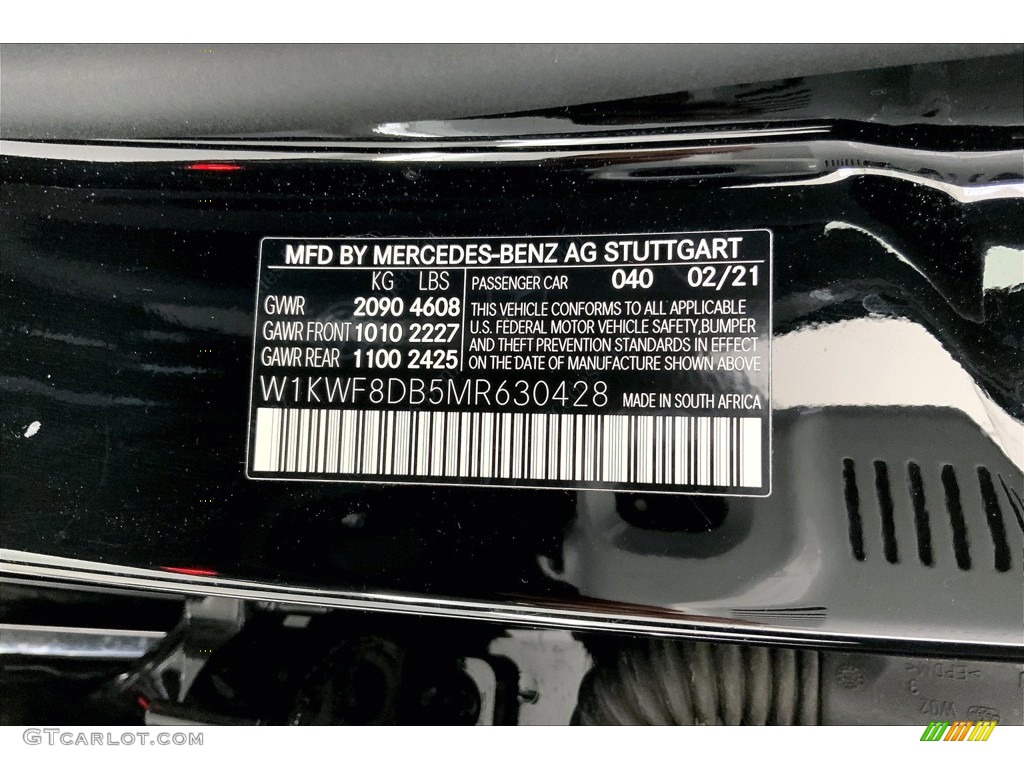 MFD BY MERCEDES-BENZ AG STUTTGART
KG LBS
GVWR 2090 4608
GAWR FRONT 1010 2227
GAWR REAR 1100 2425
PASSENGER CAR 040 02/21
THIS VEHICLE CONFORMS TO ALL APPLICABLE
U.S. FEDERAL MOTOR VEHICLE SAFETY, BUMPER
AND THEFT PREVENTION STANDARDS IN EFFECT
ON THE DATE OF MANUFACTURE SHOWN ABOVE
W1KWF8DB5MR630428 MADE IN SOUTH AFRICA
>EPDM<
WDZ
GTcarlot.com